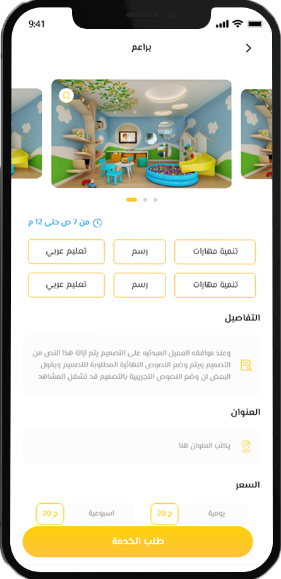 9:41
براعم
من 7 ص حتى 12 م
تنمية مهارات رسم تعليم عربي
تنمية مهارات رسم تعليم عربي
التفاصيل
وعند موافقه العميل المبدئيه على التصميم يتم ازالة هذا النص من
التصميم ويتم وضع النصوص النهائية المطلوبة للتصميم ويقول
البعض ان وضع النصوص التجريبية بالتصميم قد تشغل المشاهد
العنوان
يكتب العنوان هنا
السعر
يومية 20 ج اسبوعية 20 ج
طلب الخدمة